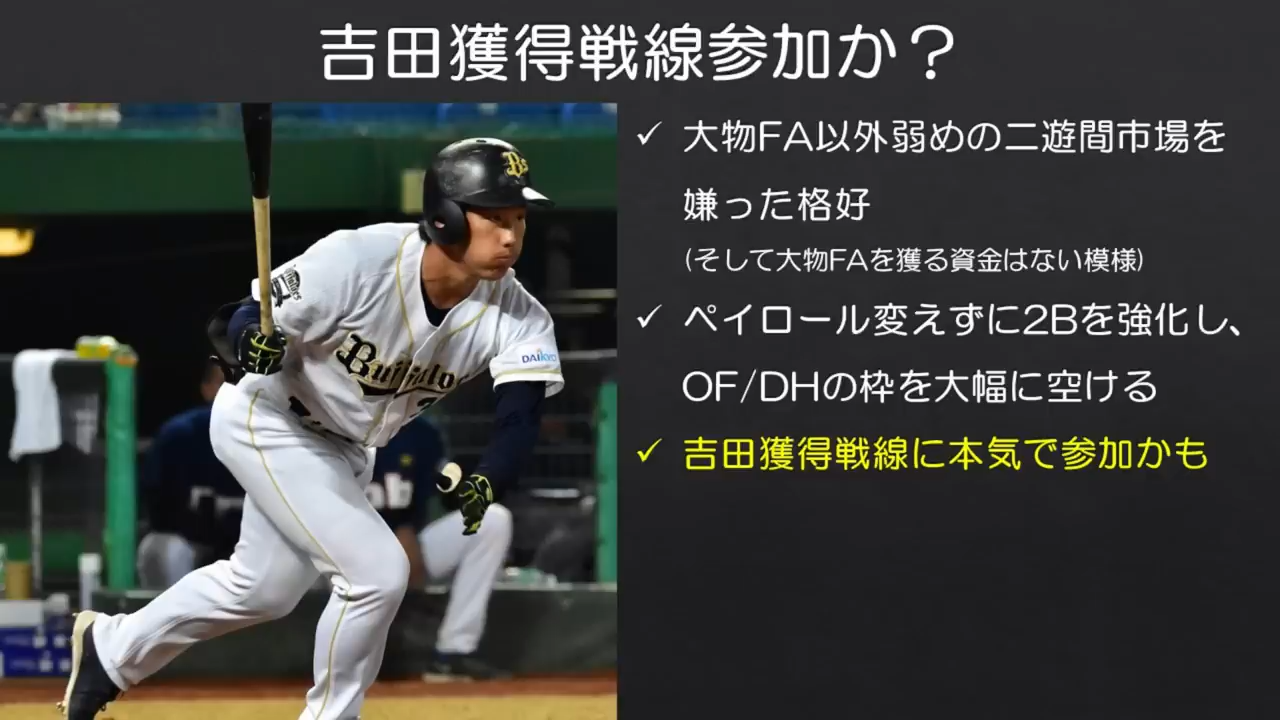 吉田獲得戦線参加か？
✓ 大物FA以外弱めの二遊間市場を
嫌った格好
(そして大物FAを獲る資金はない模様)
✓ ペイロール変えずに2Bを強化し、
OF/DHの枠を大幅に空ける
✓ 吉田獲得戦線に本気で参加かも
Bs
Buffaloes
Buffaloes
DAIKYO